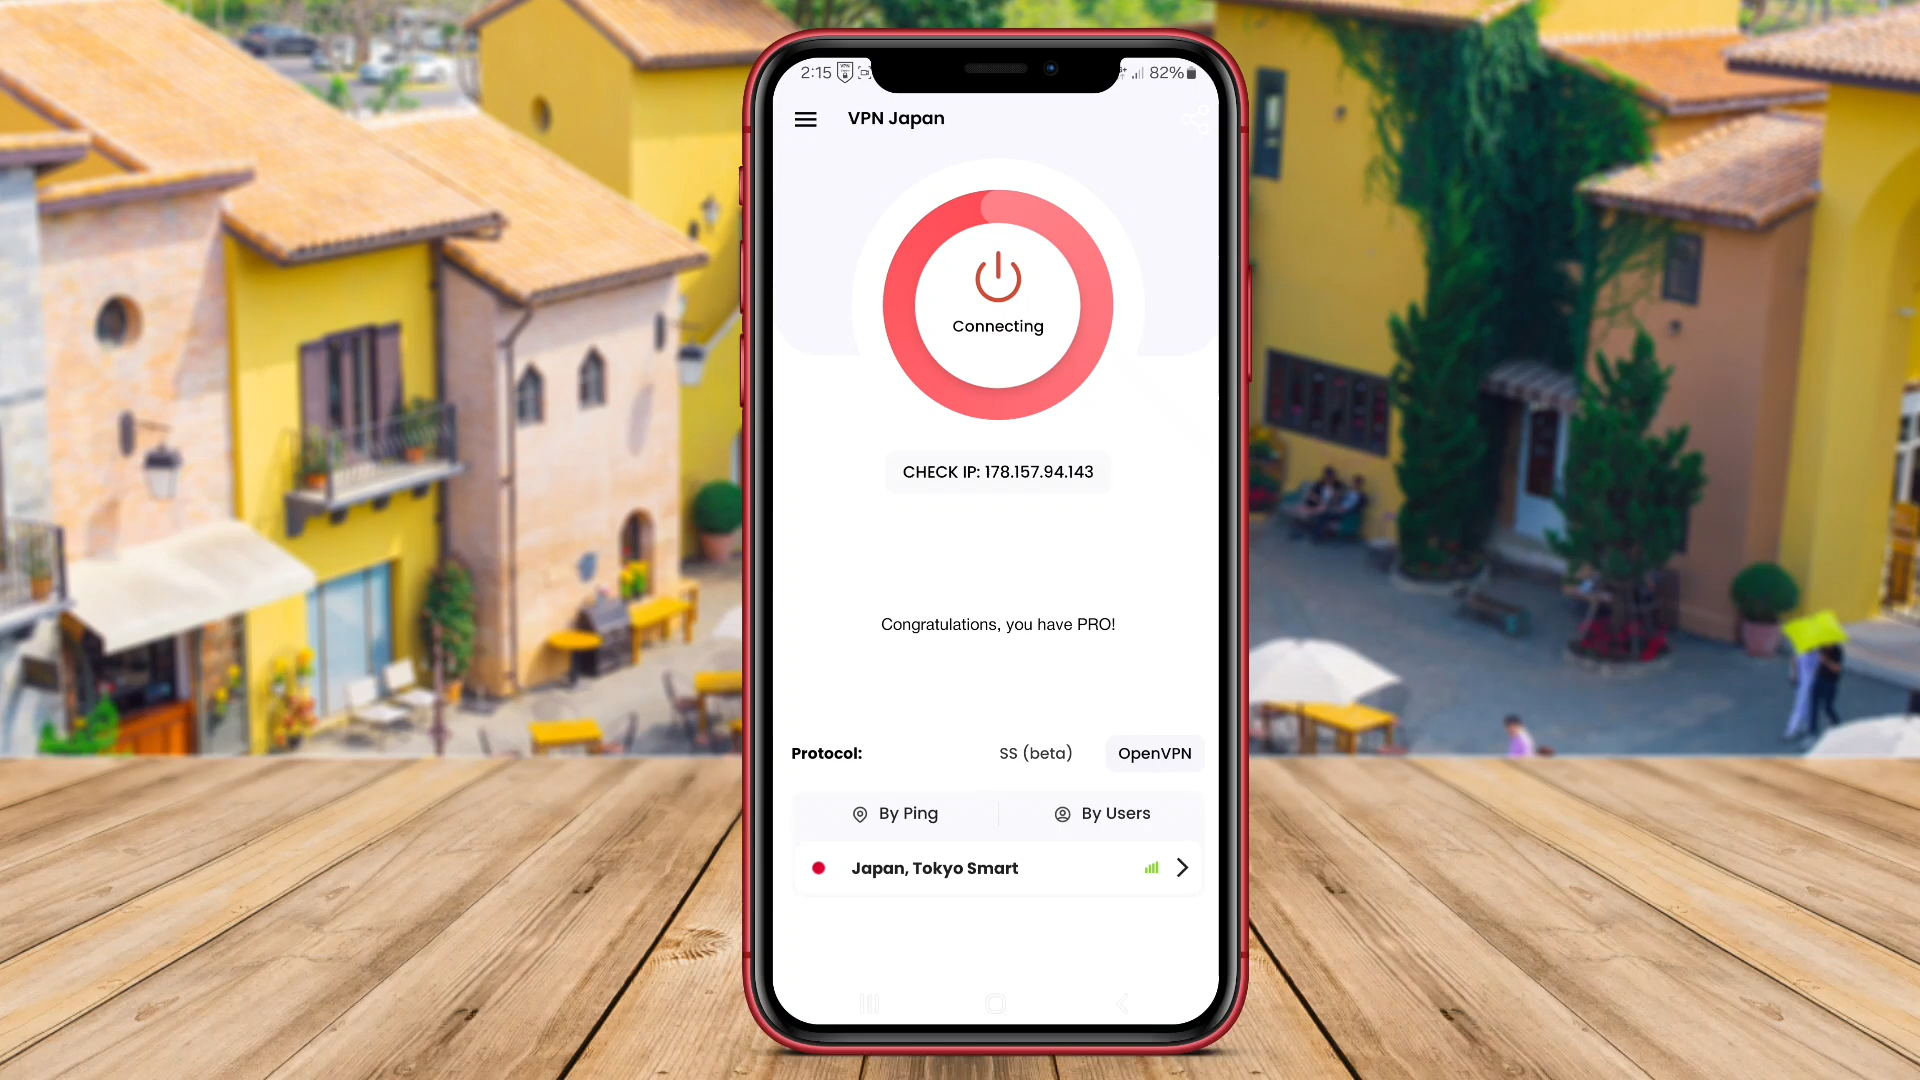 2:15 VPN 82%
VPN Japan
Connecting
CHECK IP: 178.157.94.143
Congratulations, you have PRO!
Protocol: SS (beta) OpenVPN
By Ping By Users
Japan, Tokyo Smart